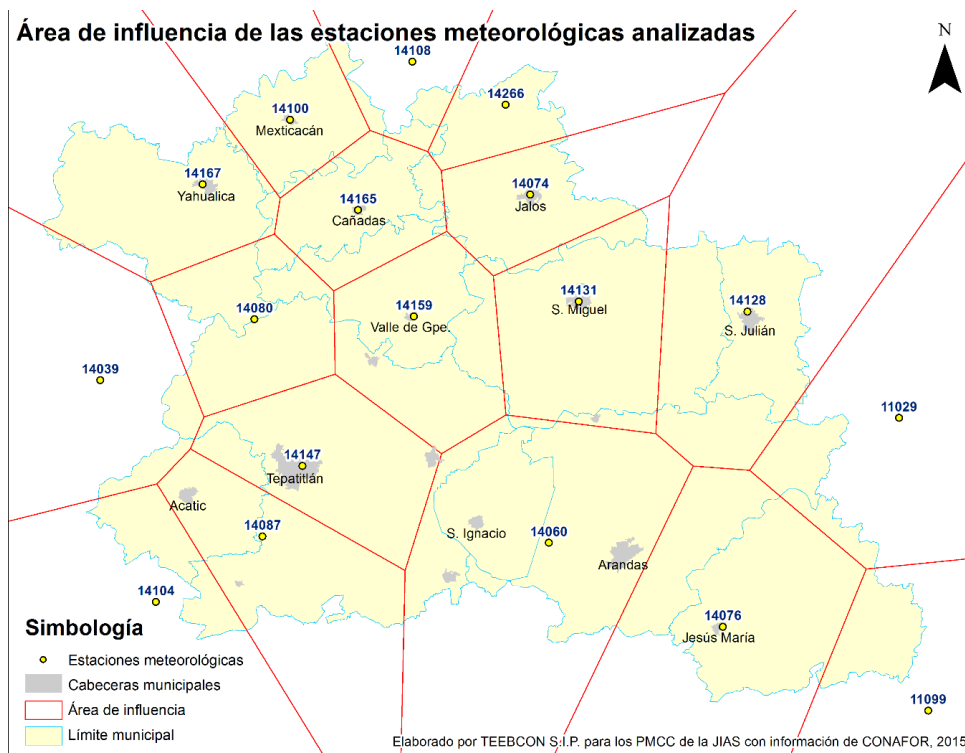 Área de influencia de las estaciones meteorológicas analizadas
N
14108
14266
14100
Mexticacán
14167
Yahualica
14165
Cañadas
14074
Jalos
14080
14159
Valle de Gpe.
14131
S. Miguel
14128
S. Julián
14039
11029
14147
Tepatitlán
Acatic
14087
S. Ignacio
14060
Arandas
14104
14076
Jesús María
11099
Simbología
Estaciones meteorológicas
Cabeceras municipales
Área de influencia
Límite municipal
Elaborado por TEEBCON S.I.P. para los PMCC de la JIAS con información de CONAFOR, 2015